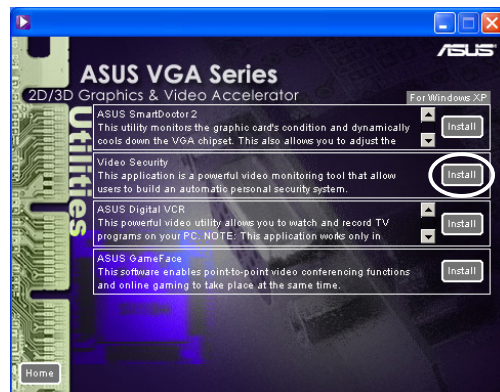 ASUS
ASUS VGA Series
2D/3D Graphics & Video Accelerator
For Windows XP
Utilities
ASUS SmartDoctor 2
This utility monitors the graphic card's condition and dynamically
cools down the VGA chipset. This also allows you to adjust the
Install
Video Security
This application is a powerful video monitoring tool that allow
users to build an automatic personal security system.
Install
ASUS Digital VCR
This powerful video utility allows you to watch and record TV
programs on your PC. NOTE: This application works only in
Install
ASUS GameFace
This software enables point-to-point video conferencing functions
and online gaming to take place at the same time.
Install
Home